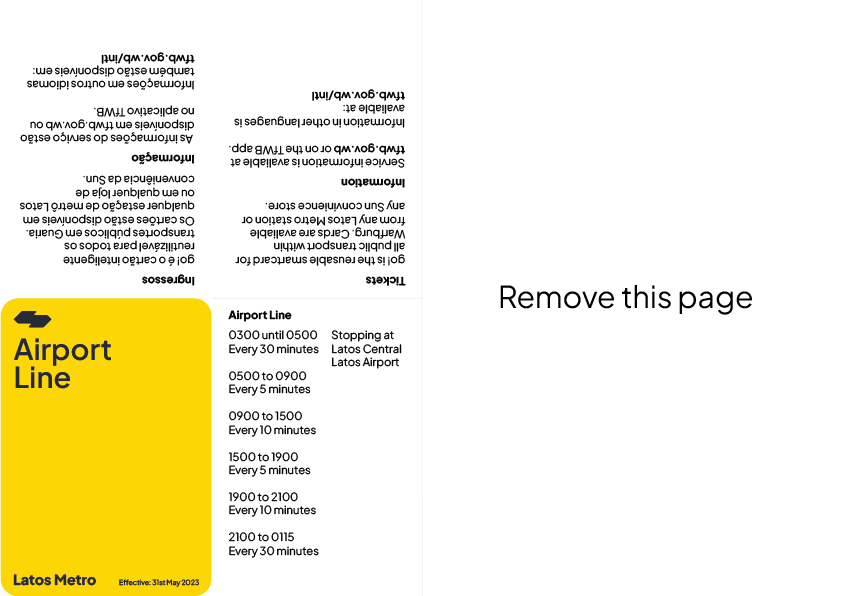 Ingressos
go! é o cartão inteligente
reutilizável para todos os
transportes públicos em Guaria.
Os cartões estão disponíveis em
qualquer estação de metrô Latos
ou em qualquer loja de
conveniência da Sun.
Informação
As informações do serviço estão
disponíveis em tfwb.gov.wb ou
no aplicativo TfWB.
Informações em outros idiomas
também estão disponíveis em:
tfwb.gov.wb/intl
Tickets
go! is the reusable smartcard for
all public transport within
Warfburg. Cards are available
from any Latos Metro station or
any Sun convinience store.
Information
Service information is available at
tfwb.gov.wb or on the TfWB app.
Information in other languages is
available at:
tfwb.gov.wb/intl
Airport
Line
Latos Metro
Effective: 31st May 2023
Airport Line
0300 until 0500
Every 30 minutes
Stopping at
Latos Central
Latos Airport
0500 to 0900
Every 5 minutes
0900 to 1500
Every 10 minutes
1500 to 1900
Every 5 minutes
1900 to 2100
Every 10 minutes
2100 to 0115
Every 30 minutes
Remove this page